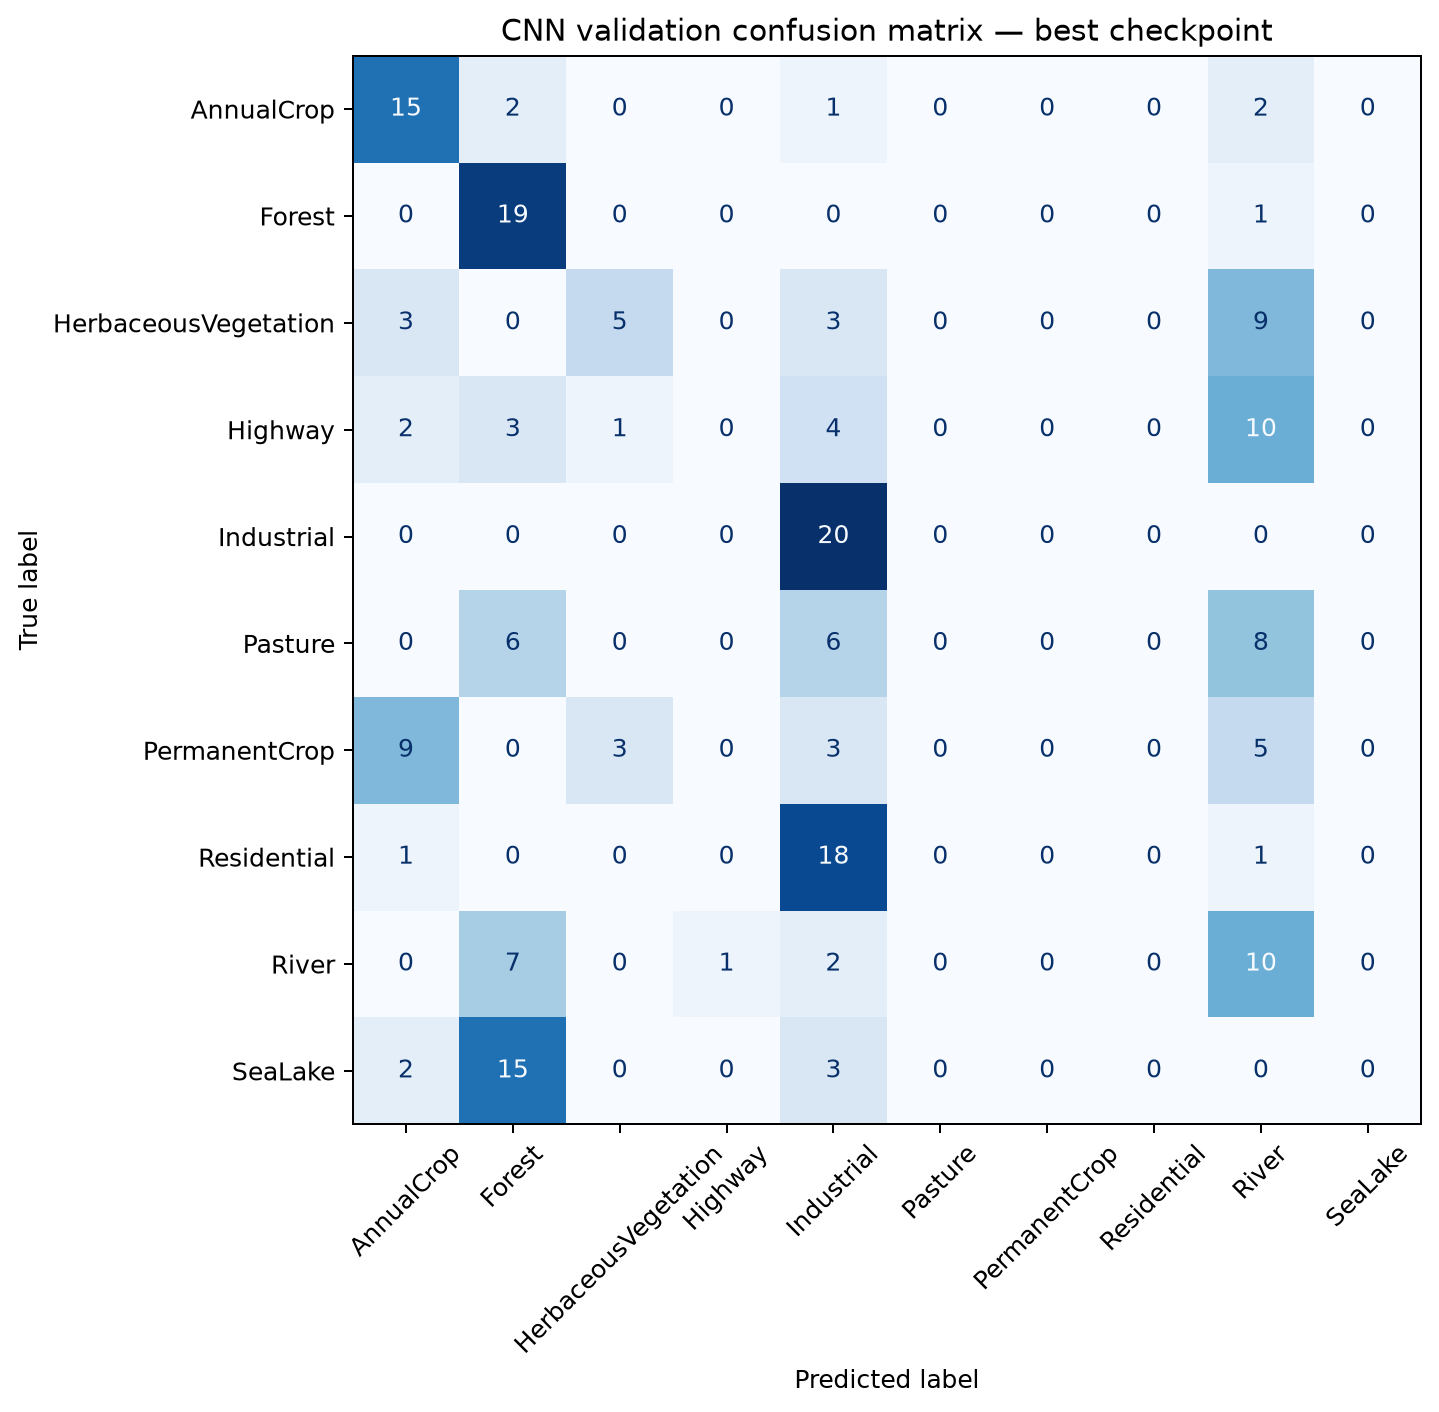 CNN validation confusion matrix — best checkpoint
AnnualCrop 15 2 0 0 1 0 0 0 2 0
Forest 0 19 0 0 0 0 0 0 1 0
HerbaceousVegetation 3 0 5 0 3 0 0 0 9 0
Highway 2 3 1 0 4 0 0 0 10 0
Industrial 0 0 0 0 20 0 0 0 0 0
Pasture 0 6 0 0 6 0 0 0 8 0
PermanentCrop 9 0 3 0 3 0 0 0 5 0
Residential 1 0 0 0 18 0 0 0 1 0
River 0 7 0 1 2 0 0 0 10 0
SeaLake 2 15 0 0 3 0 0 0 0 0
True label
AnnualCrop
Forest
HerbaceousVegetation
Highway
Industrial
Pasture
PermanentCrop
Residential
River
SeaLake
Predicted label